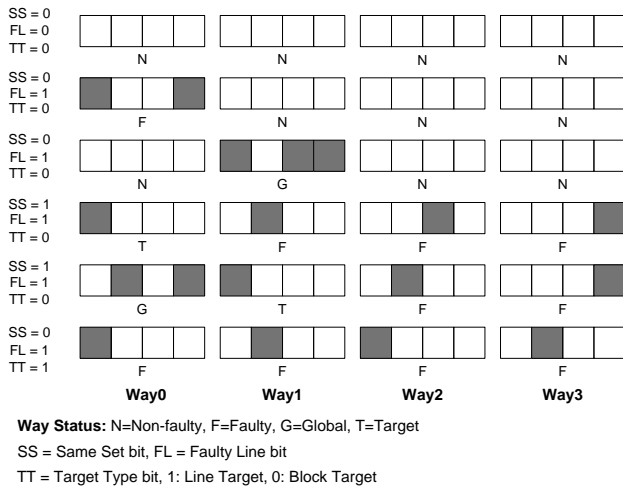 SS = 0
FL = 0
TT = 0
N N N N
SS = 0
FL = 1
TT = 0
F N N N
SS = 0
FL = 1
TT = 0
N G N N
SS = 1
FL = 1
TT = 0
T F F F
SS = 1
FL = 1
TT = 0
G T F F
SS = 0
FL = 1
TT = 1
F F F F
Way0 Way1 Way2 Way3
Way Status: N=Non-faulty, F=Faulty, G=Global, T=Target
SS = Same Set bit, FL = Faulty Line bit
TT = Target Type bit, 1: Line Target, 0: Block Target